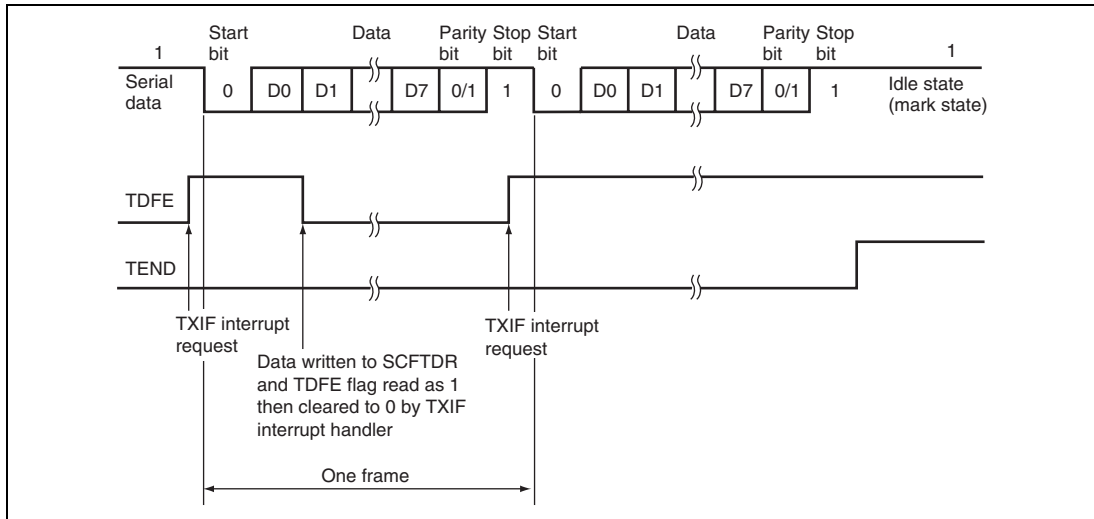 Start bit
Data
Parity bit
Stop bit
Start bit
Data
Parity bit
Stop bit
1
1
Serial data
0
D0
D1
D7
0/1
1
0
D0
D1
D7
0/1
1
Idle state
(mark state)
TDFE
TEND
TXIF interrupt
request
TXIF interrupt
request
Data written to SCFTDR
and TDFE flag read as 1
then cleared to 0 by TXIF
interrupt handler
One frame